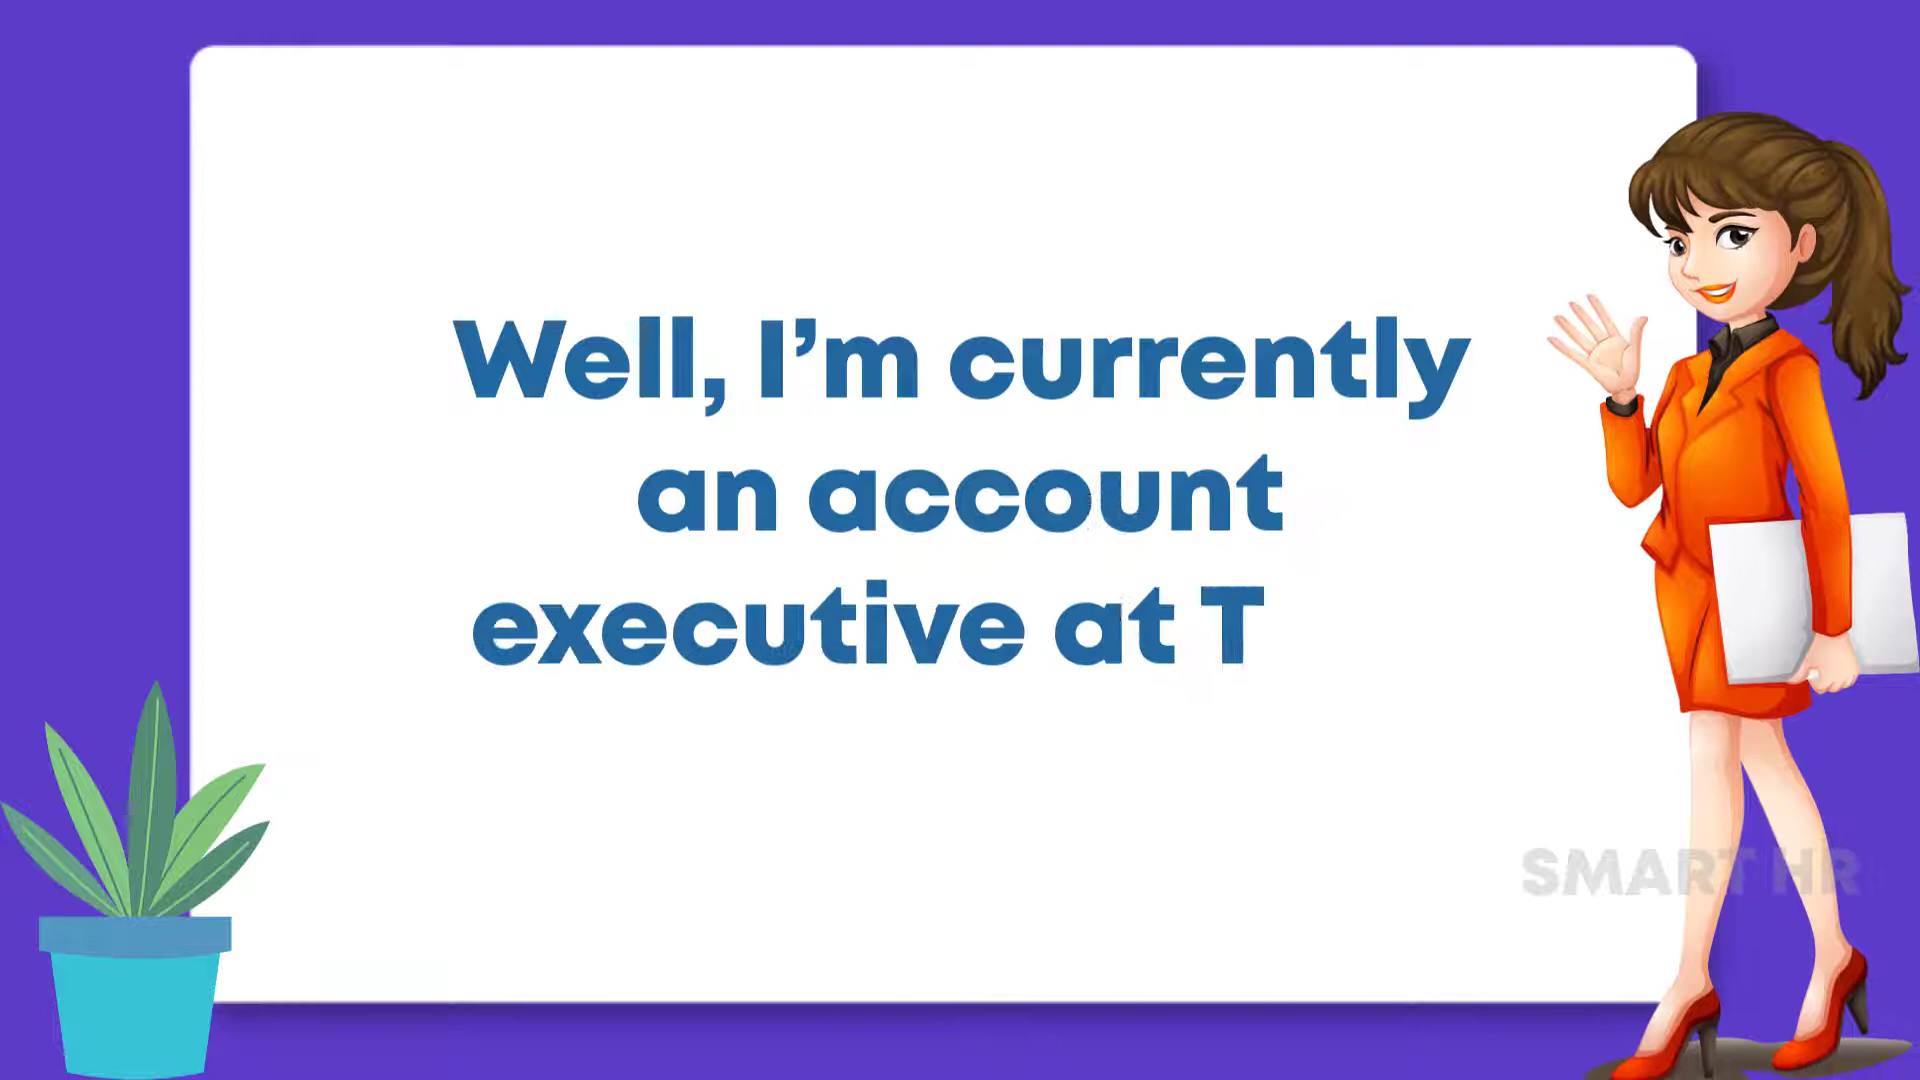 Well, I’m currently
an account
executive at T
SMART HR